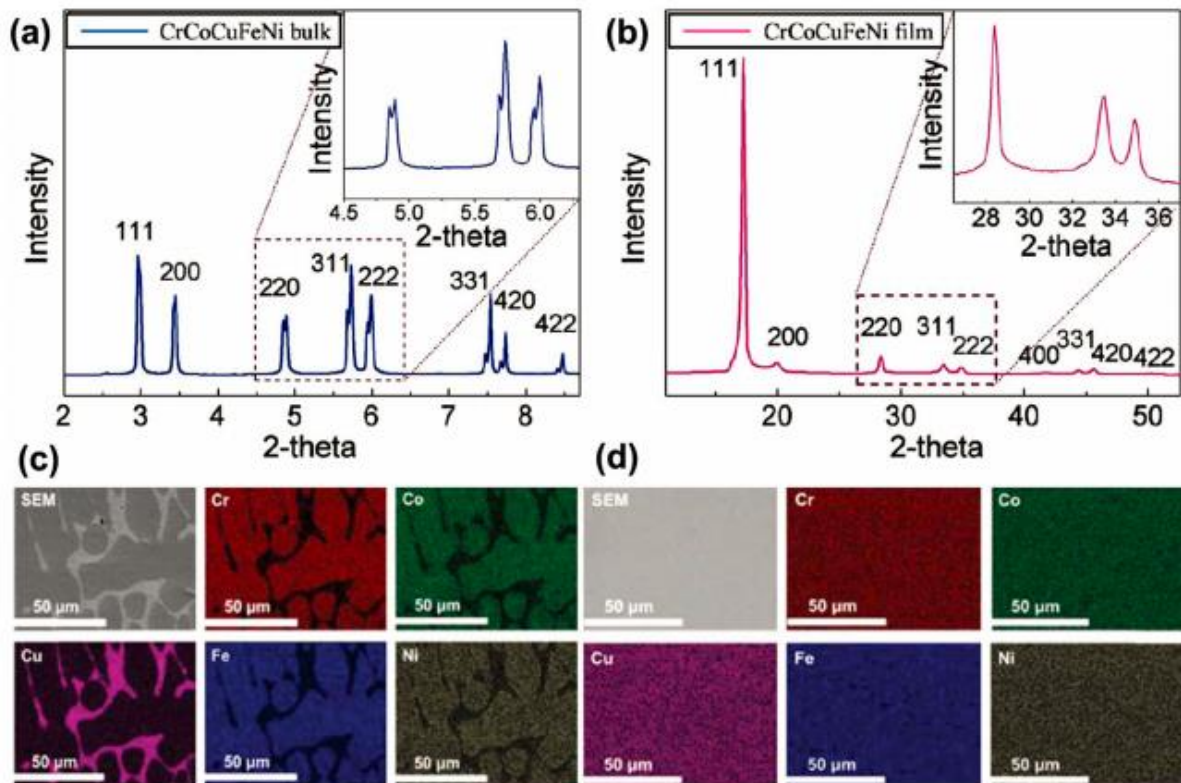 (a)
CrCoCuFeNi bulk
Intensity
111
200
220
311
222
331
420
422
2 3 4 5 6 7 8
2-theta
Intensity
4.5 5.0 5.5 6.0
2-theta
(b)
CrCoCuFeNi film
Intensity
111
200
220
311
222
400
331
420
422
20 30 40 50
2-theta
Intensity
28 30 32 34 36
2-theta
(c)
SEM
50 µm
Cr
50 µm
Co
50 µm
Cu
50 µm
Fe
50 µm
Ni
50 µm
(d)
SEM
50 µm
Cr
50 µm
Co
50 µm
Cu
50 µm
Fe
50 µm
Ni
50 µm